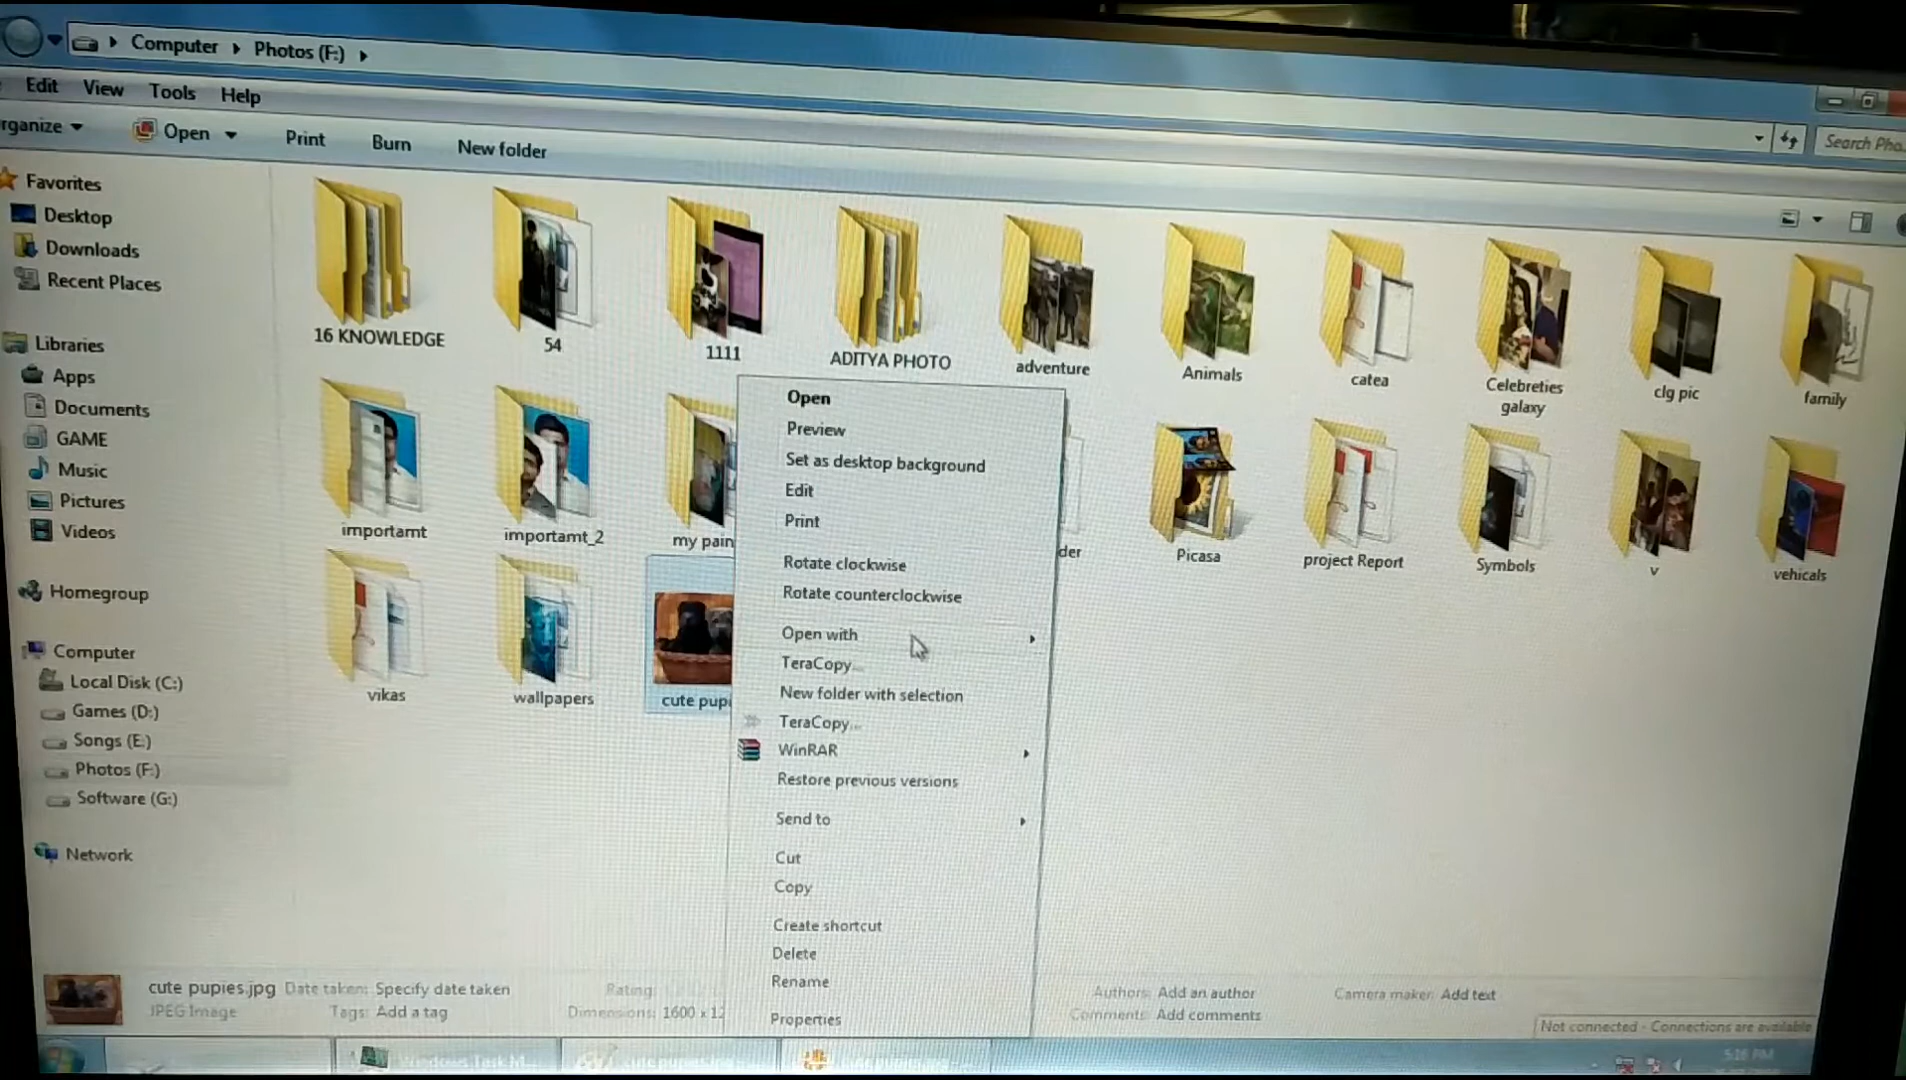 Computer Photos (F:)
Edit View Tools Help
Search Pho...
rganize Open Print Burn New folder
Favorites
Desktop
Downloads
Recent Places
Libraries
Apps
Documents
GAME
Music
Pictures
Videos
Homegroup
Computer
Local Disk (C:)
Games (D:)
Songs (E:)
Photos (F:)
Software (G:)
Network
16 KNOWLEDGE
54
1111
ADITYA PHOTO
adventure
Animals
catea
Celebreties
galaxy
clg pic
family
importamt
importamt_2
my pain
der
Picasa
project Report
Symbols
v
vehicals
vikas
wallpapers
cute pupi
Open
Preview
Set as desktop background
Edit
Print
Rotate clockwise
Rotate counterclockwise
Open with
TeraCopy...
New folder with selection
TeraCopy...
WinRAR
Restore previous versions
Send to
Cut
Copy
Create shortcut
Delete
Rename
Properties
cute pupies.jpg Date taken: Specify date taken Rating: Authors: Add an author Camera maker: Add text
JPEG Image Tags: Add a tag Dimensions: 1600 x 12 Comments: Add comments
Not connected - Connections are available
Windows Task M...
5:26 PM